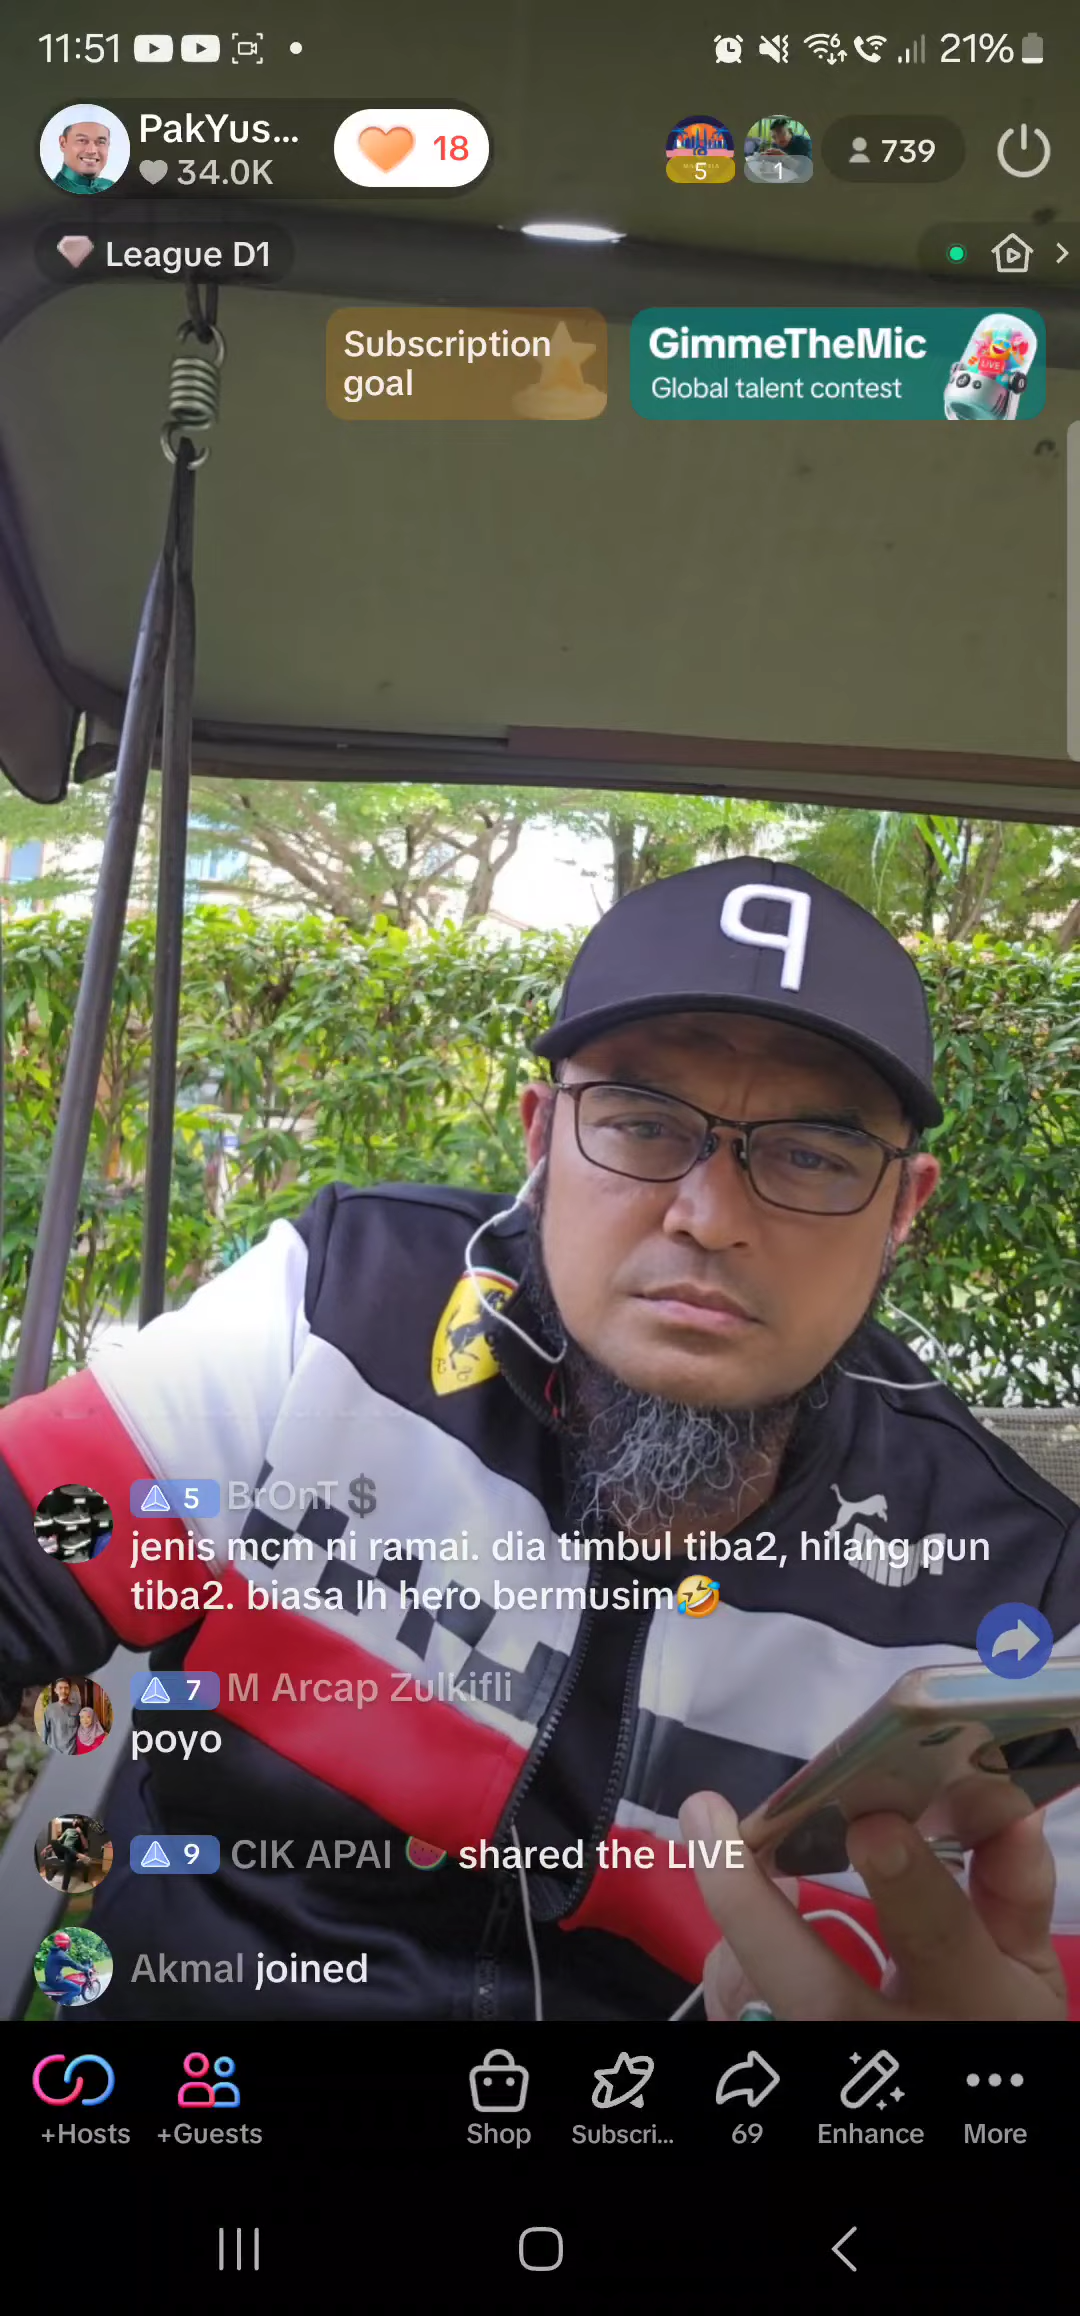 11:51
21%
PakYus...
34.0K
18
5
1
739
League D1
Subscription
goal
GimmeTheMic
Global talent contest
LIVE
P
5 BrOnT $
jenis mcm ni ramai. dia timbul tiba2, hilang pun
tiba2. biasa lh hero bermusim🤣
7 M Arcap Zulkifli
poyo
9 CIK APAI 🍉 shared the LIVE
Akmal joined
+Hosts
+Guests
Shop
Subscri...
69
Enhance
More